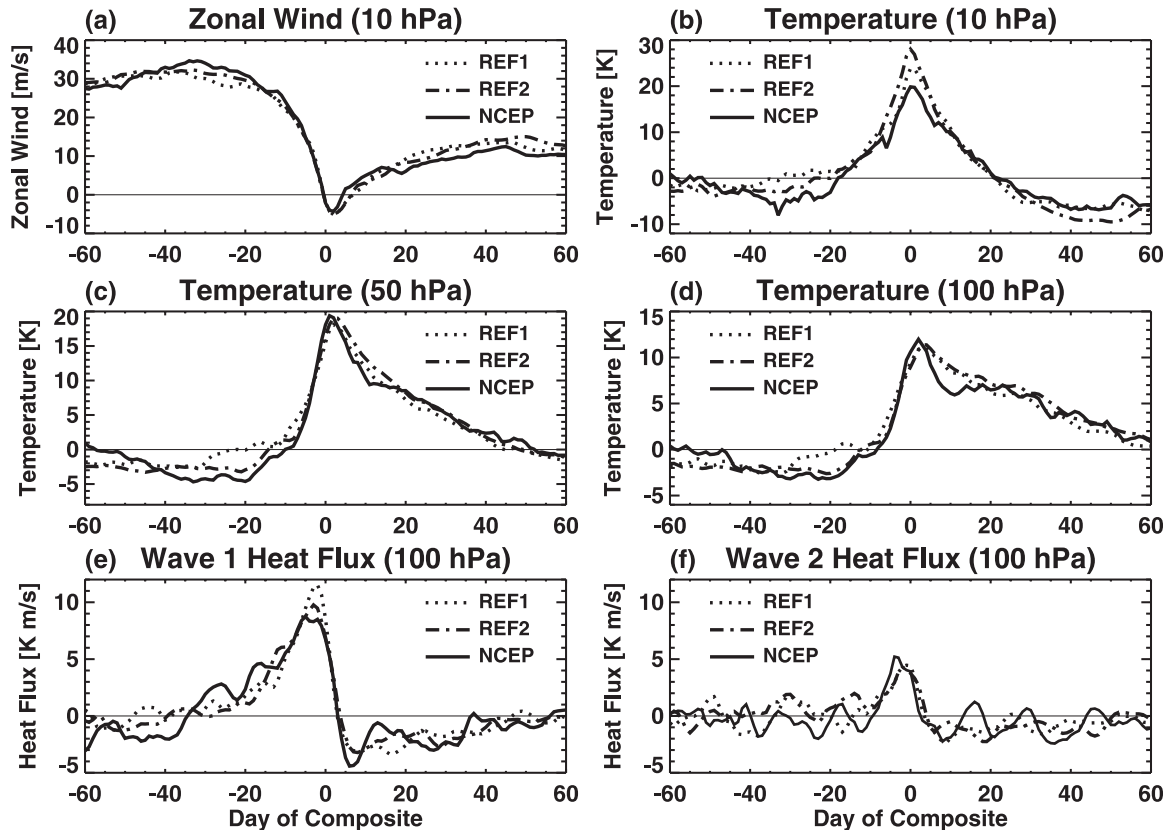 (a) Zonal Wind (10 hPa)
Zonal Wind [m/s]
40
30
20
10
0
-10
REF1
REF2
NCEP
-60 -40 -20 0 20 40 60
(b) Temperature (10 hPa)
Temperature [K]
30
20
10
0
-10
REF1
REF2
NCEP
-60 -40 -20 0 20 40 60
(c) Temperature (50 hPa)
Temperature [K]
20
15
10
5
0
-5
REF1
REF2
NCEP
-60 -40 -20 0 20 40 60
(d) Temperature (100 hPa)
Temperature [K]
15
10
5
0
-5
REF1
REF2
NCEP
-60 -40 -20 0 20 40 60
(e) Wave 1 Heat Flux (100 hPa)
Heat Flux [K m/s]
10
5
0
-5
REF1
REF2
NCEP
-60 -40 -20 0 20 40 60
Day of Composite
(f) Wave 2 Heat Flux (100 hPa)
Heat Flux [K m/s]
10
5
0
-5
REF1
REF2
NCEP
-60 -40 -20 0 20 40 60
Day of Composite